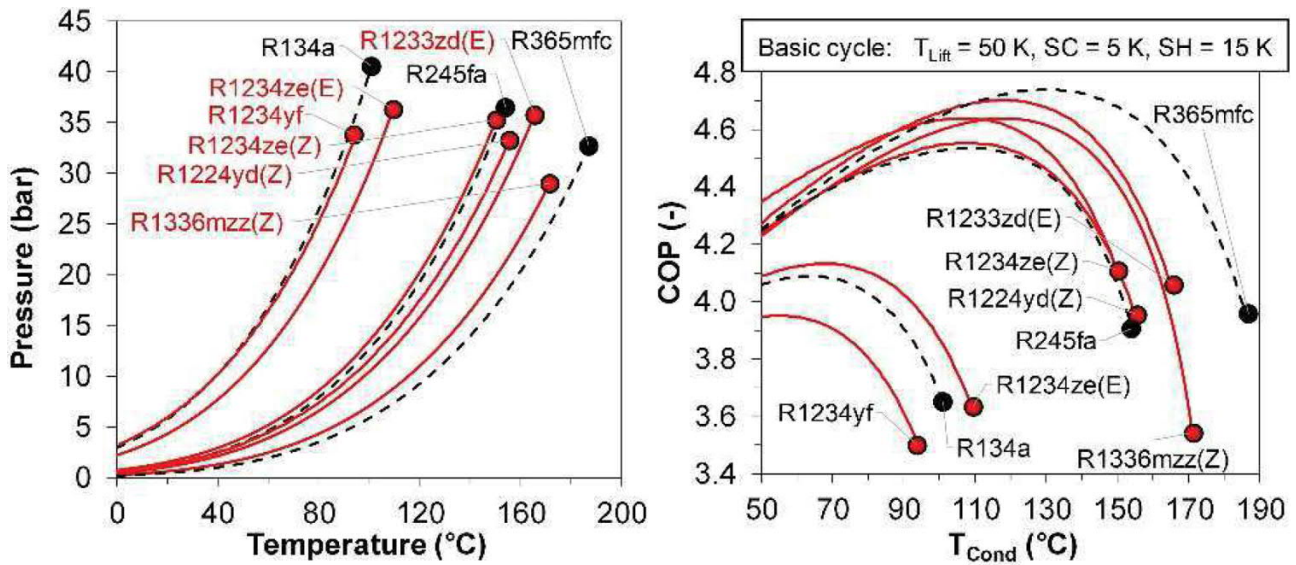 R134a
R1233zd(E)
R365mfc
R245fa
R1234ze(E)
R1234yf
R1234ze(Z)
R1224yd(Z)
R1336mzz(Z)
45
40
35
30
25
20
15
10
5
0
Pressure (bar)
0 40 80 120 160 200
Temperature (°C)
Basic cycle: T_Lift = 50 K, SC = 5 K, SH = 15 K
4.8
4.6
4.4
4.2
4.0
3.8
3.6
3.4
COP (-)
R365mfc
R1233zd(E)
R1234ze(Z)
R1224yd(Z)
R245fa
R1234ze(E)
R1234yf
R134a
R1336mzz(Z)
50 70 90 110 130 150 170 190
T_Cond (°C)